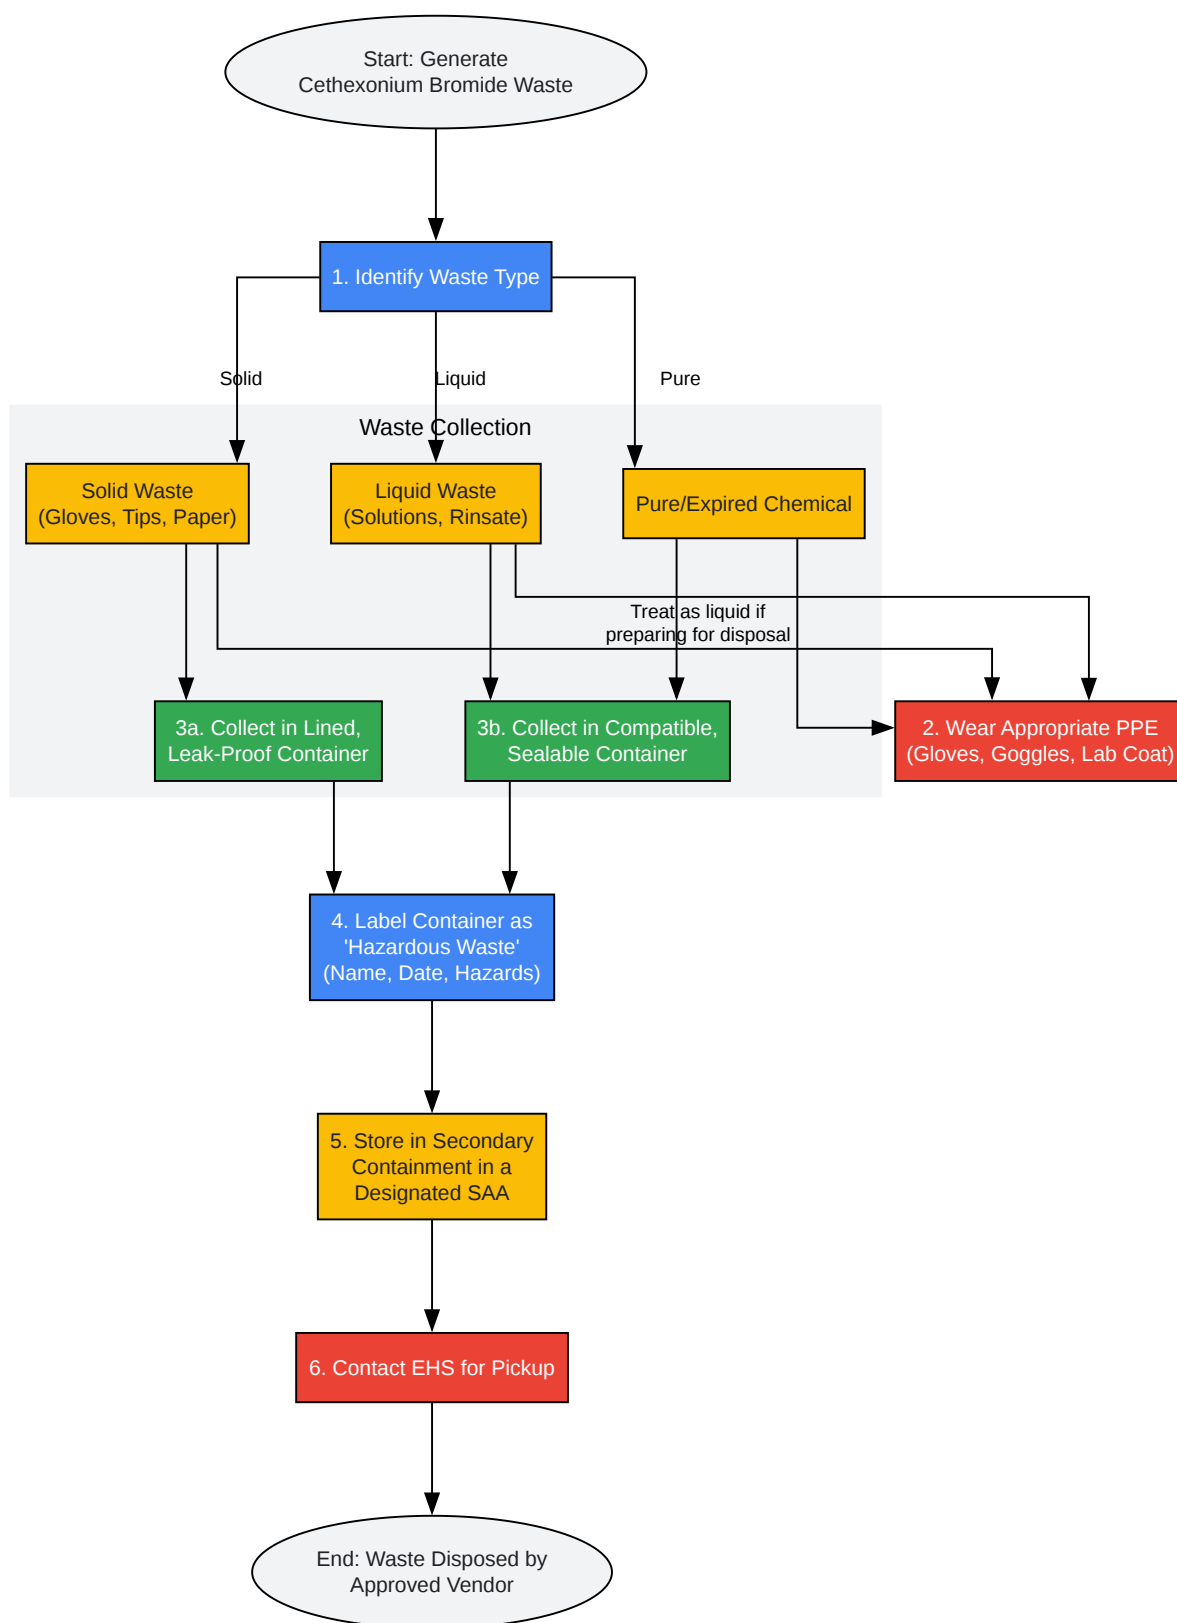 Start: Generate
Cethexonium Bromide Waste
1. Identify Waste Type
Solid
Liquid
Pure
Waste Collection
Solid Waste
(Gloves, Tips, Paper)
Liquid Waste
(Solutions, Rinsate)
Pure/Expired Chemical
Treat as liquid if
preparing for disposal
3a. Collect in Lined,
Leak-Proof Container
3b. Collect in Compatible,
Sealable Container
2. Wear Appropriate PPE
(Gloves, Goggles, Lab Coat)
4. Label Container as
'Hazardous Waste'
(Name, Date, Hazards)
5. Store in Secondary
Containment in a
Designated SAA
6. Contact EHS for Pickup
End: Waste Disposed by
Approved Vendor